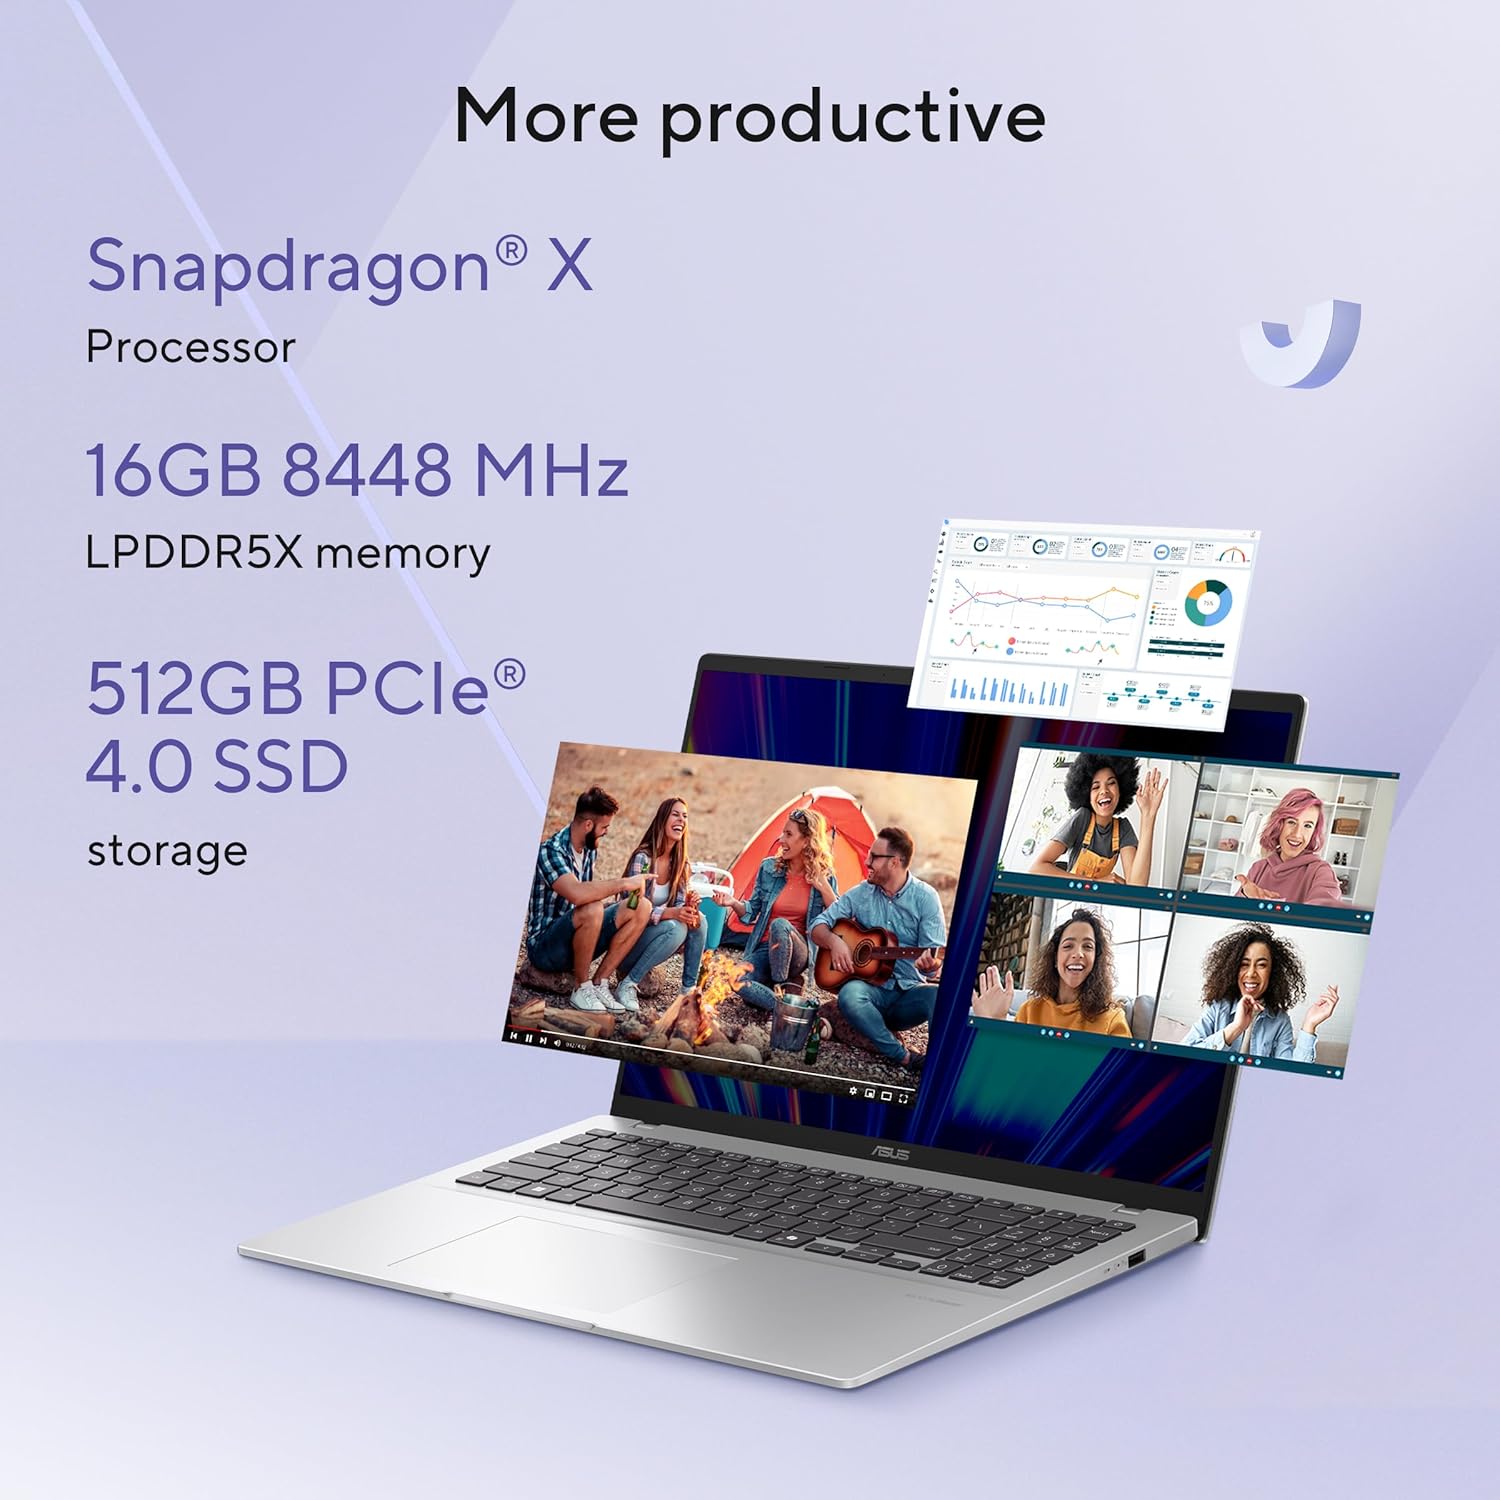 More productive
Snapdragon® X
Processor
16GB 8448 MHz
LPDDR5X memory
512GB PCIe®
4.0 SSD
storage
ASUS